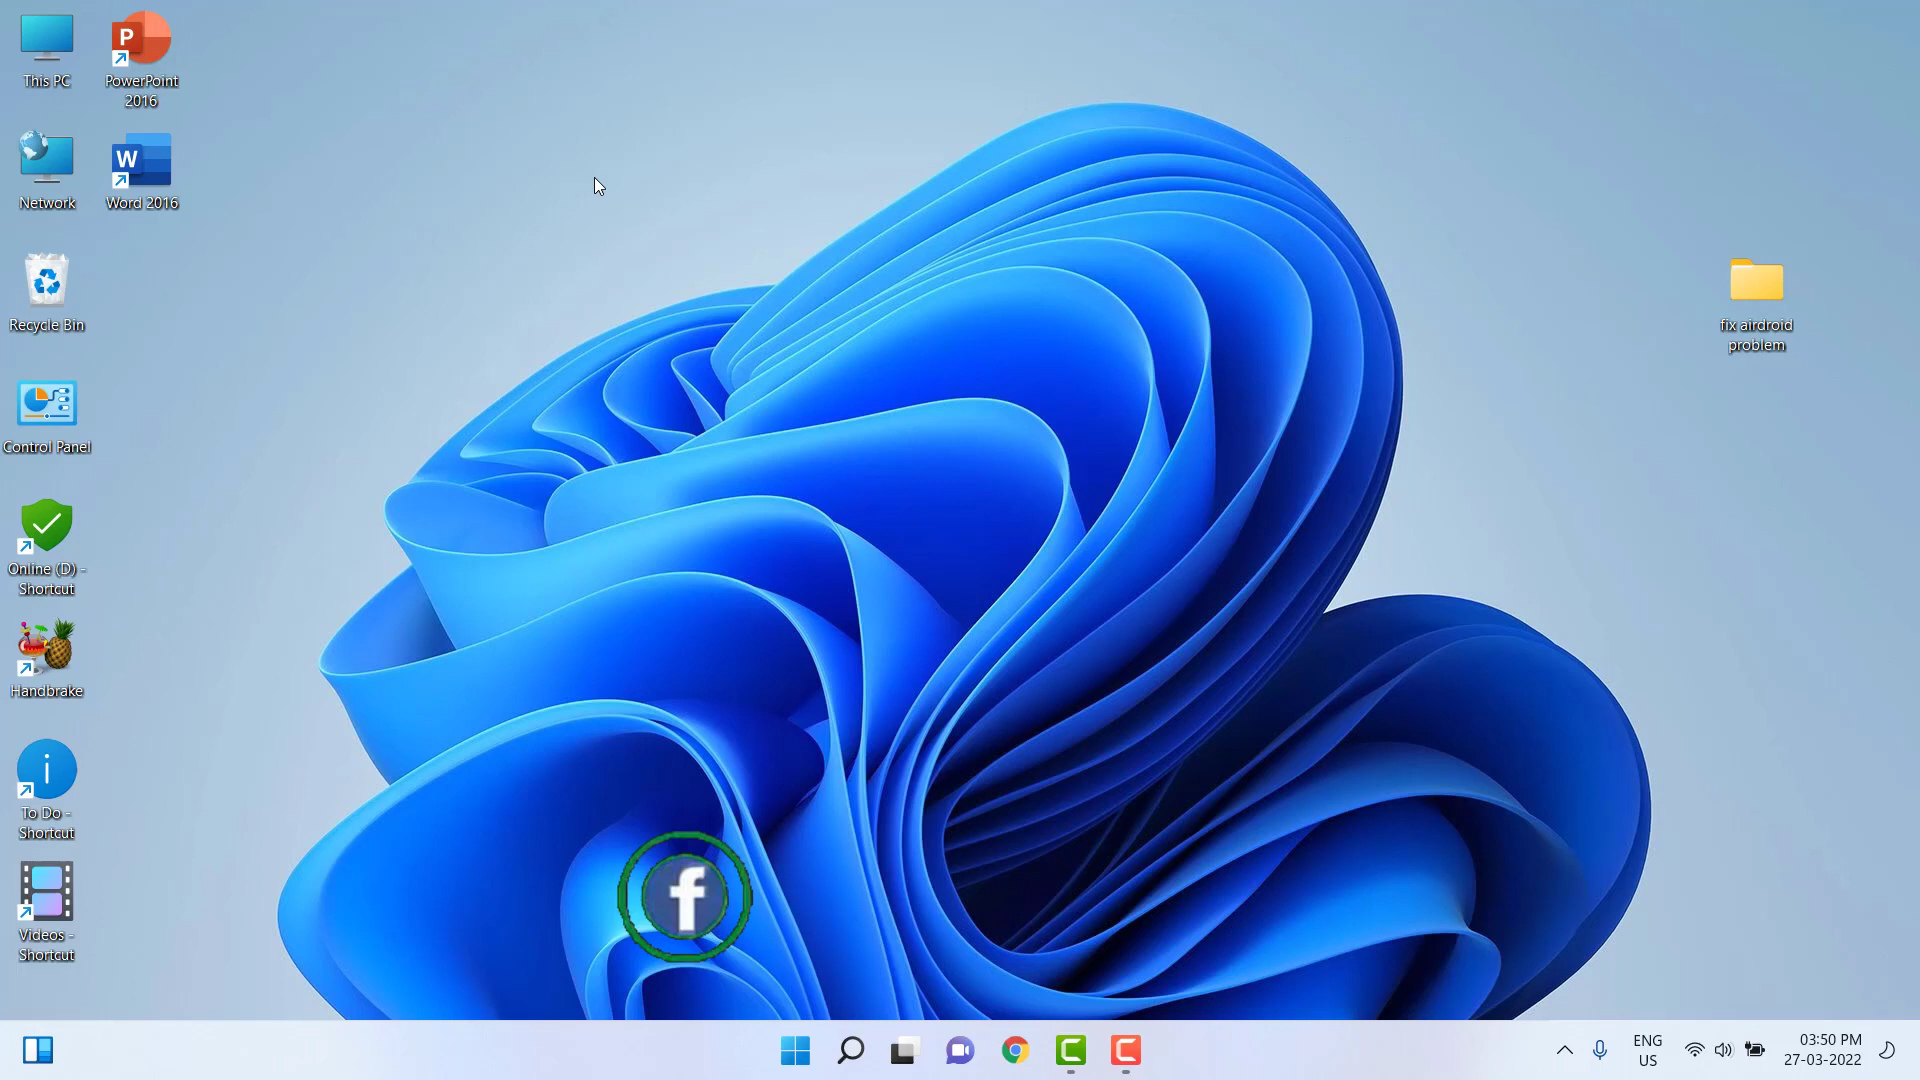 This PC
PowerPoint
2016
Network
Word 2016
Recycle Bin
fix airdroid
problem
Control Panel
Online (D) -
Shortcut
Handbrake
To Do -
Shortcut
Videos -
Shortcut
ENG
US
03:50 PM
27-03-2022